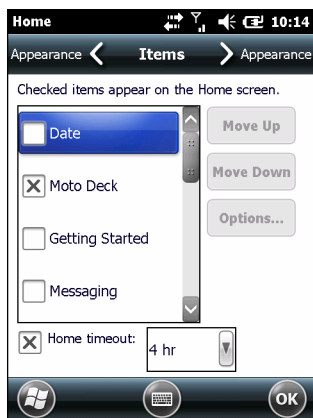 Home 10:14
Appearance Items Appearance
Checked items appear on the Home screen.
Date
Moto Deck
Getting Started
Messaging
Move Up
Move Down
Options...
Home timeout: 4 hr
OK